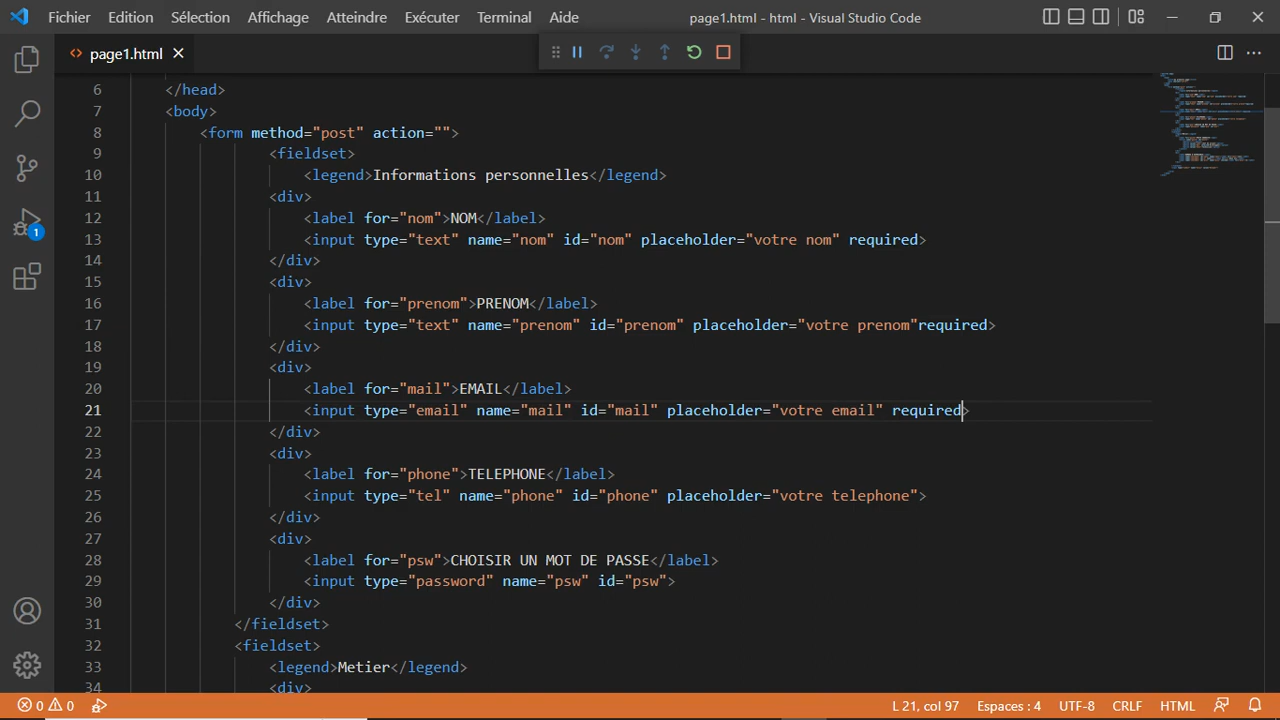 Fichier Edition Sélection Affichage Atteindre Exécuter Terminal Aide page1.html - html - Visual Studio Code
page1.html
6 </head>
7 <body>
8 <form method="post" action="">
9 <fieldset>
10 <legend>Informations personnelles</legend>
11 <div>
12 <label for="nom">NOM</label>
13 <input type="text" name="nom" id="nom" placeholder="votre nom" required>
14 </div>
15 <div>
16 <label for="prenom">PRENOM</label>
17 <input type="text" name="prenom" id="prenom" placeholder="votre prenom"required>
18 </div>
19 <div>
20 <label for="mail">EMAIL</label>
21 <input type="email" name="mail" id="mail" placeholder="votre email" required>
22 </div>
23 <div>
24 <label for="phone">TELEPHONE</label>
25 <input type="tel" name="phone" id="phone" placeholder="votre telephone">
26 </div>
27 <div>
28 <label for="psw">CHOISIR UN MOT DE PASSE</label>
29 <input type="password" name="psw" id="psw">
30 </div>
31 </fieldset>
32 <fieldset>
33 <legend>Metier</legend>
34 <div>
1
0 0 L 21, col 97 Espaces : 4 UTF-8 CRLF HTML